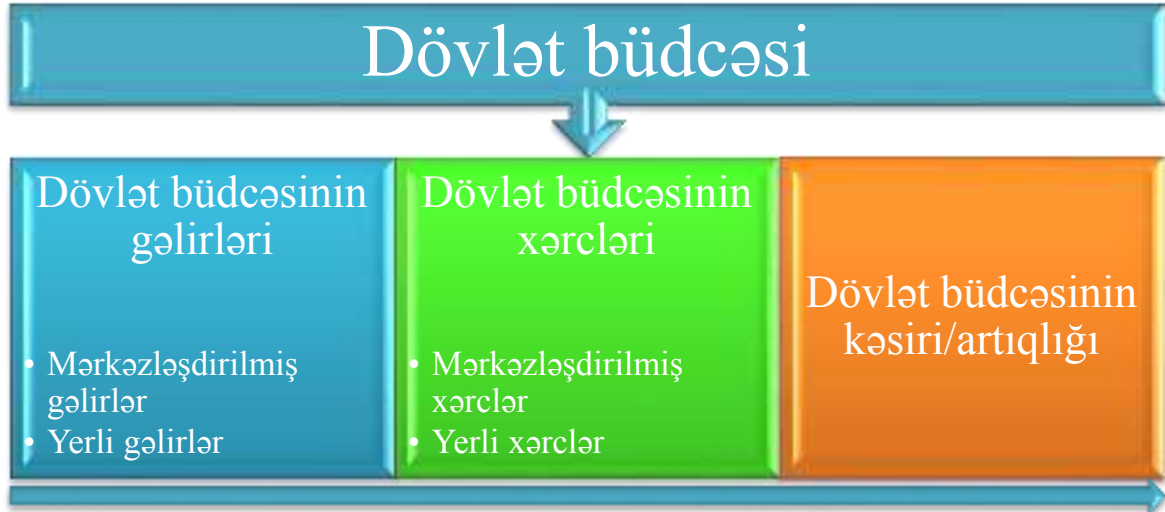 Dövlət büdcəsi
Dövlət büdcəsinin
gəlirləri
• Mərkəzləşdirilmiş
gəlirlər
• Yerli gəlirlər
Dövlət büdcəsinin
xərcləri
• Mərkəzləşdirilmiş
xərclər
• Yerli xərclər
Dövlət büdcəsinin
kəsiri/artıqlığı